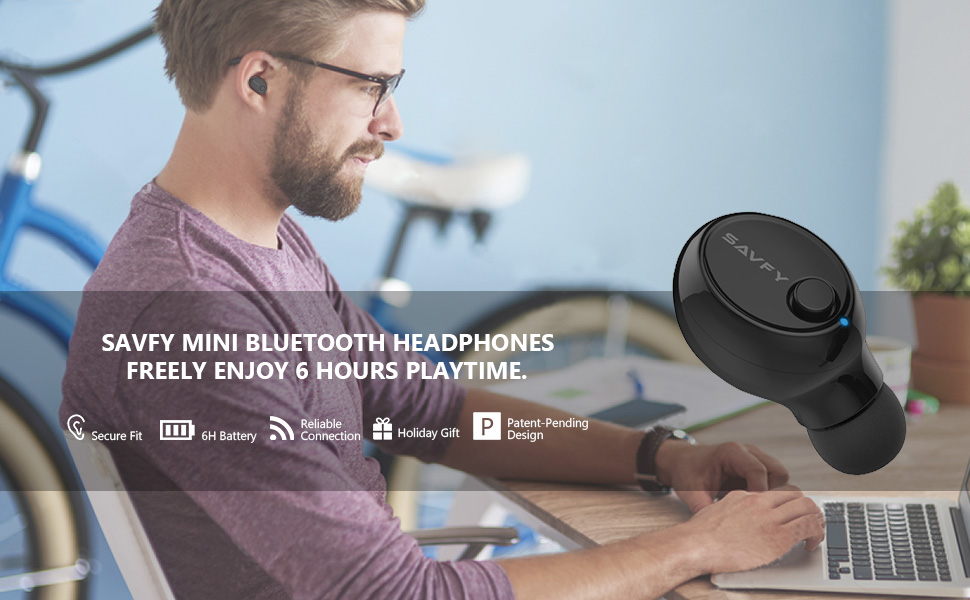 SAVFY
SAVFY MINI BLUETOOTH HEADPHONES
FREELY ENJOY 6 HOURS PLAYTIME.
Secure Fit
6H Battery
Reliable
Connection
Holiday Gift
P
Patent-Pending
Design